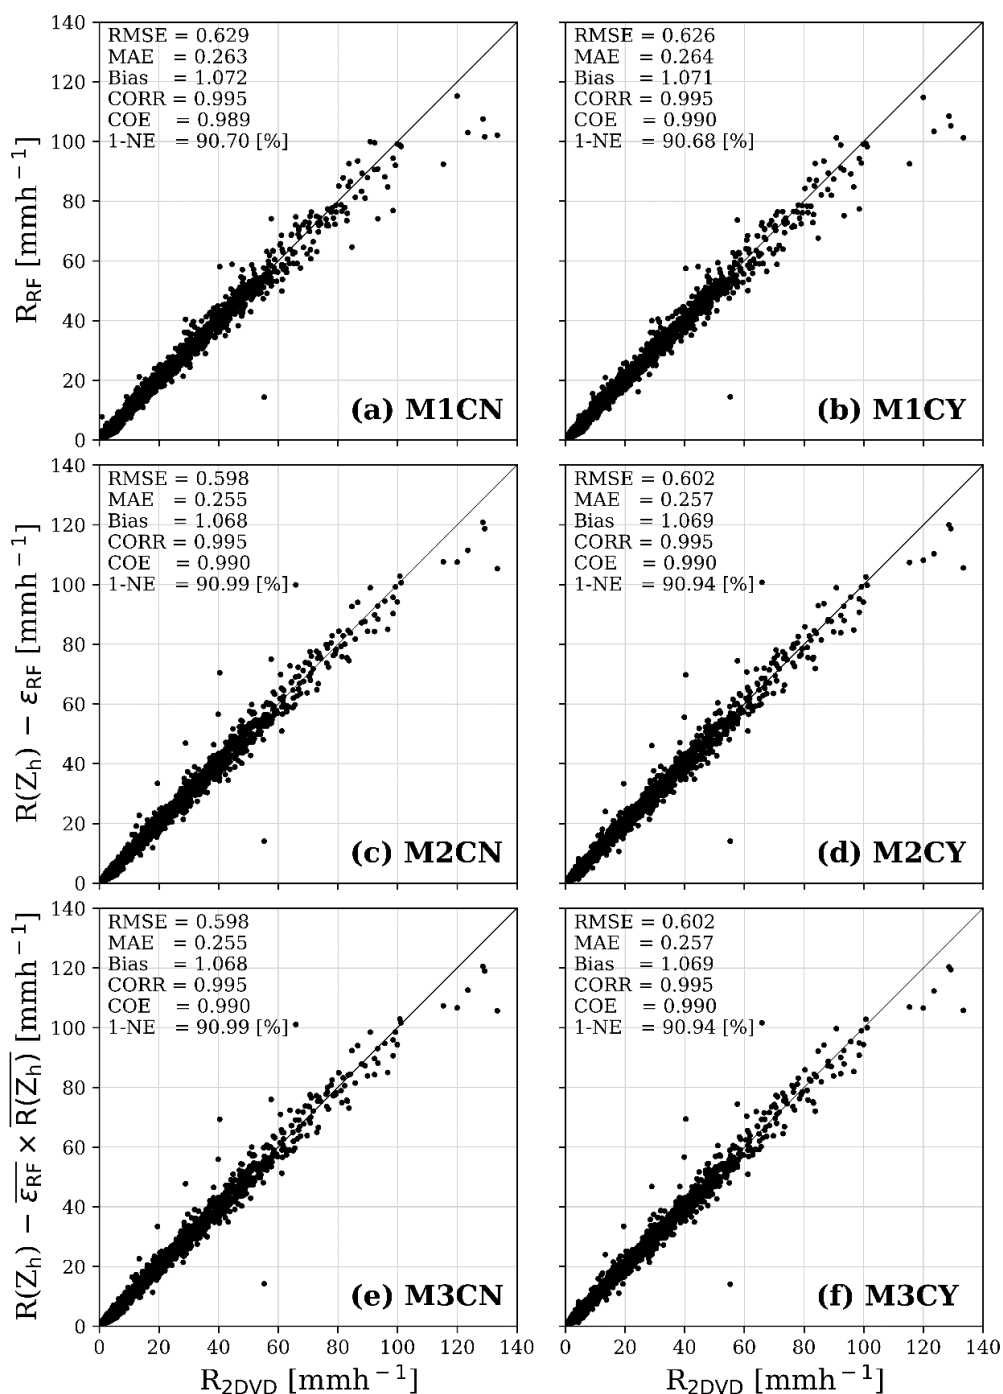 140
120
100
80
60
40
20
0
R_RF [mmh⁻¹]
RMSE = 0.629
MAE = 0.263
Bias = 1.072
CORR = 0.995
COE = 0.989
1-NE = 90.70 [%]
(a) M1CN
RMSE = 0.626
MAE = 0.264
Bias = 1.071
CORR = 0.995
COE = 0.990
1-NE = 90.68 [%]
(b) M1CY
140
120
100
80
60
40
20
0
R(Z_h) − ε_RF [mmh⁻¹]
RMSE = 0.598
MAE = 0.255
Bias = 1.068
CORR = 0.995
COE = 0.990
1-NE = 90.99 [%]
(c) M2CN
RMSE = 0.602
MAE = 0.257
Bias = 1.069
CORR = 0.995
COE = 0.990
1-NE = 90.94 [%]
(d) M2CY
140
120
100
80
60
40
20
0
R(Z_h) − ε̅_RF × R̅(̅Z̅_h̅)̅ [mmh⁻¹]
RMSE = 0.598
MAE = 0.255
Bias = 1.068
CORR = 0.995
COE = 0.990
1-NE = 90.99 [%]
(e) M3CN
0 20 40 60 80 100 120 140
R_2DVD [mmh⁻¹]
RMSE = 0.602
MAE = 0.257
Bias = 1.069
CORR = 0.995
COE = 0.990
1-NE = 90.94 [%]
(f) M3CY
0 20 40 60 80 100 120 140
R_2DVD [mmh⁻¹]